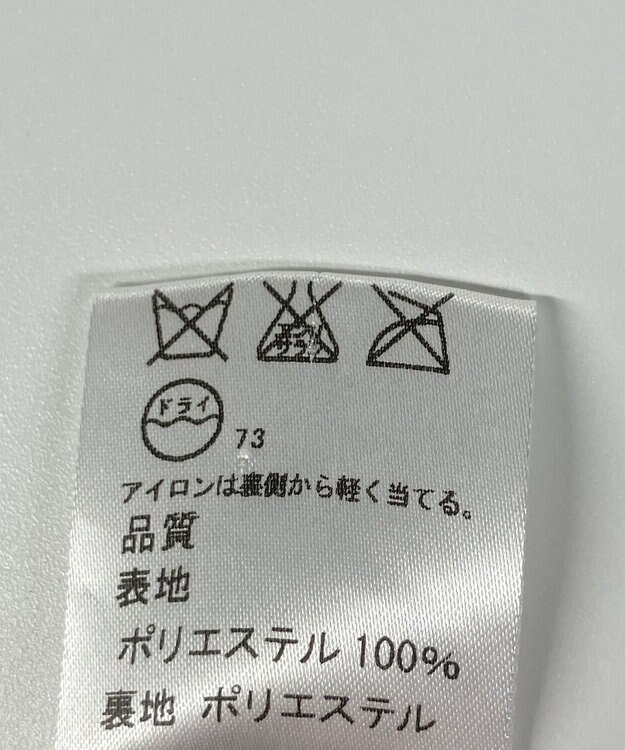 ドライ
73
アイロンは裏側から軽く当てる。
品質
表地
ポリエステル 100%
裏地 ポリエステル